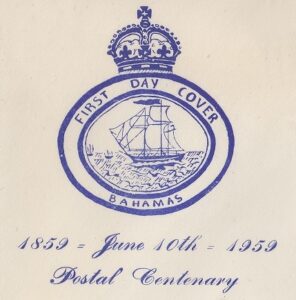 FIRST DAY COVER
BAHAMAS
1859 = June 10th = 1959
Postal Centenary